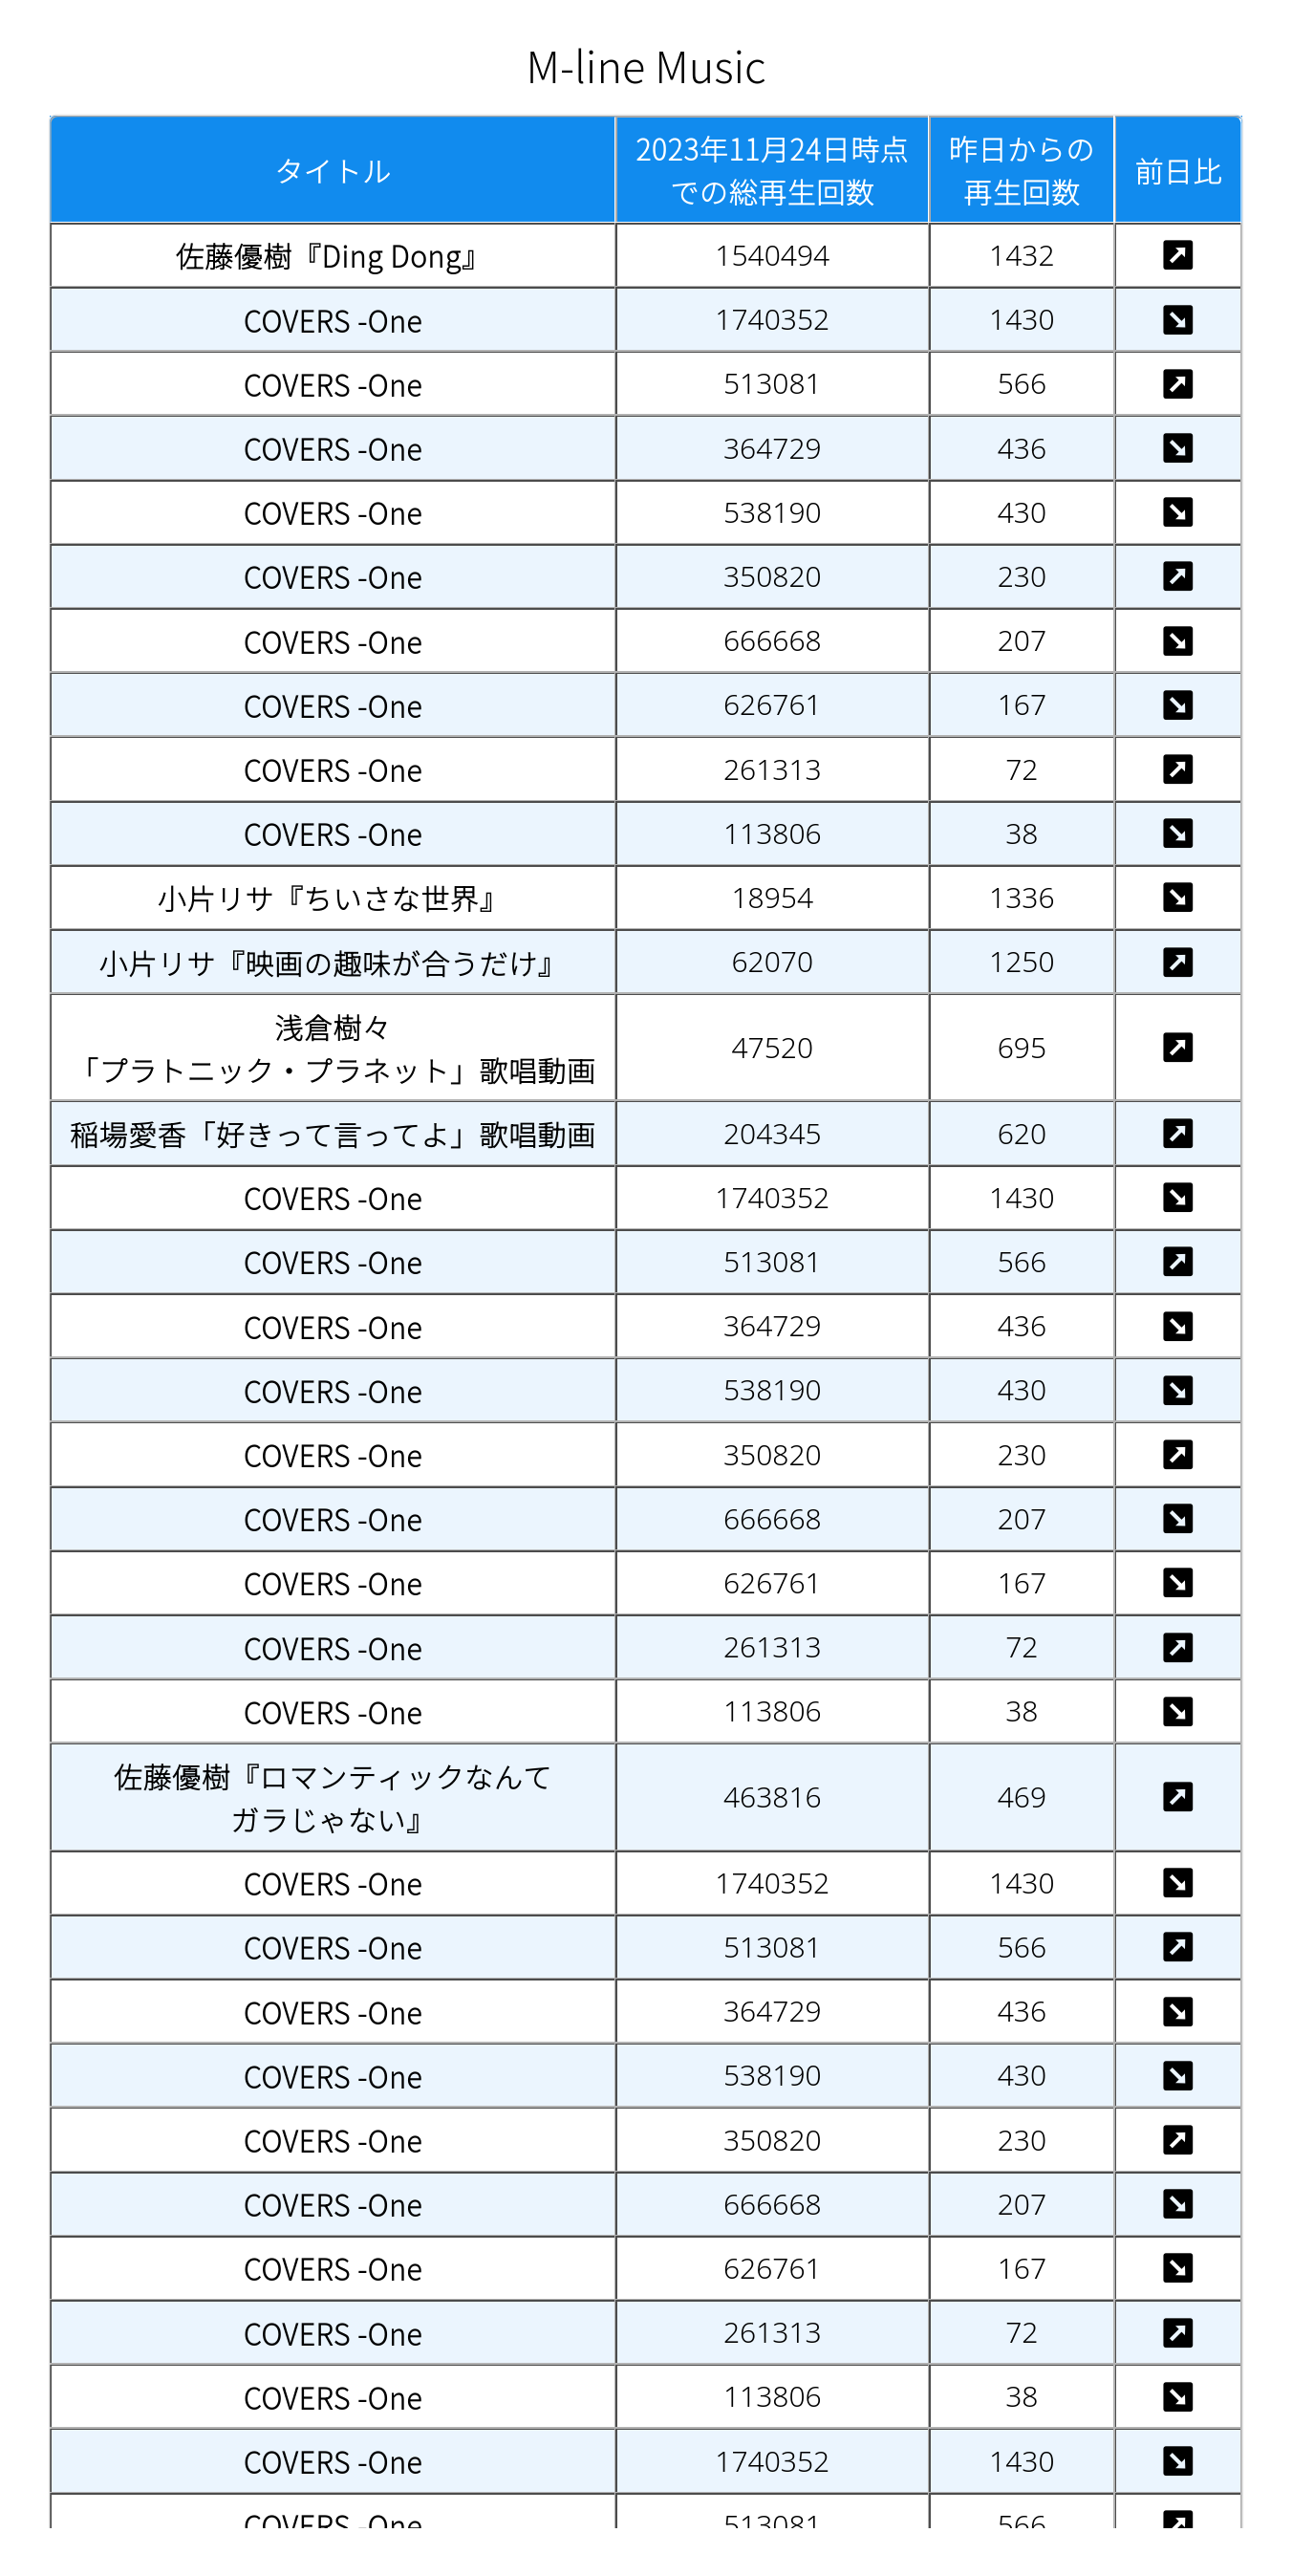 M-line Music
タイトル 2023年11月24日時点 昨日からの 前日比
での総再生回数 再生回数
佐藤優樹『Ding Dong』 1540494 1432
COVERS -One 1740352 1430
COVERS -One 513081 566
COVERS -One 364729 436
COVERS -One 538190 430
COVERS -One 350820 230
COVERS -One 666668 207
COVERS -One 626761 167
COVERS -One 261313 72
COVERS -One 113806 38
小片リサ『ちいさな世界』 18954 1336
小片リサ『映画の趣味が合うだけ』 62070 1250
浅倉樹々
「プラトニック・プラネット」歌唱動画 47520 695
稲場愛香「好きって言ってよ」歌唱動画 204345 620
COVERS -One 1740352 1430
COVERS -One 513081 566
COVERS -One 364729 436
COVERS -One 538190 430
COVERS -One 350820 230
COVERS -One 666668 207
COVERS -One 626761 167
COVERS -One 261313 72
COVERS -One 113806 38
佐藤優樹『ロマンティックなんて
ガラじゃない』 463816 469
COVERS -One 1740352 1430
COVERS -One 513081 566
COVERS -One 364729 436
COVERS -One 538190 430
COVERS -One 350820 230
COVERS -One 666668 207
COVERS -One 626761 167
COVERS -One 261313 72
COVERS -One 113806 38
COVERS -One 1740352 1430
COVERS -One 513081 566